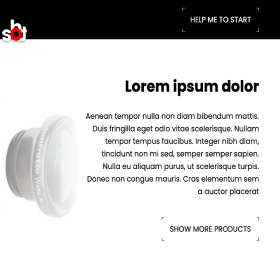 HELP ME TO START
sht
Lorem ipsum dolor
Aenean tempor nulla non diam bibendum mattis.
Duis fringilla eget odio vitae scelerisque. Nullam
tempor tempus faucibus. Integer nibh diam,
tincidunt non mi sed, semper semper sapien.
Nulla eu aliquam purus, ut scelerisque turpis.
Donec non congue mauris. Cras elementum sem
a auctor placerat
SHOW MORE PRODUCTS